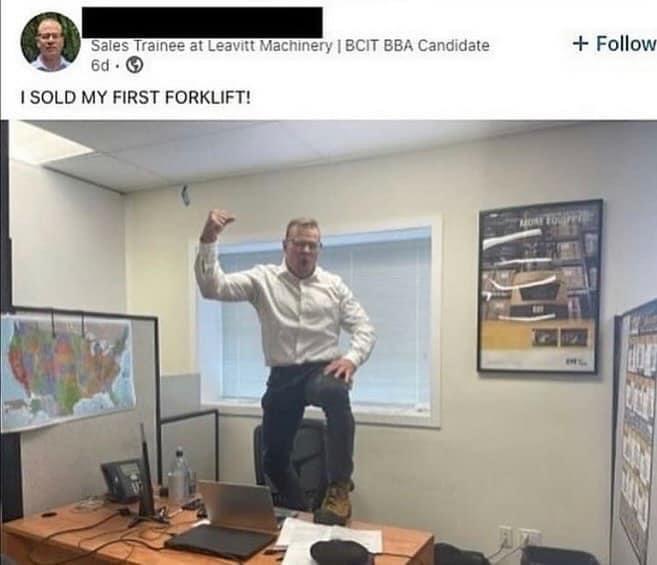 Sales Trainee at Leavitt Machinery | BCIT BBA Candidate
+ Follow
6d •
I SOLD MY FIRST FORKLIFT!